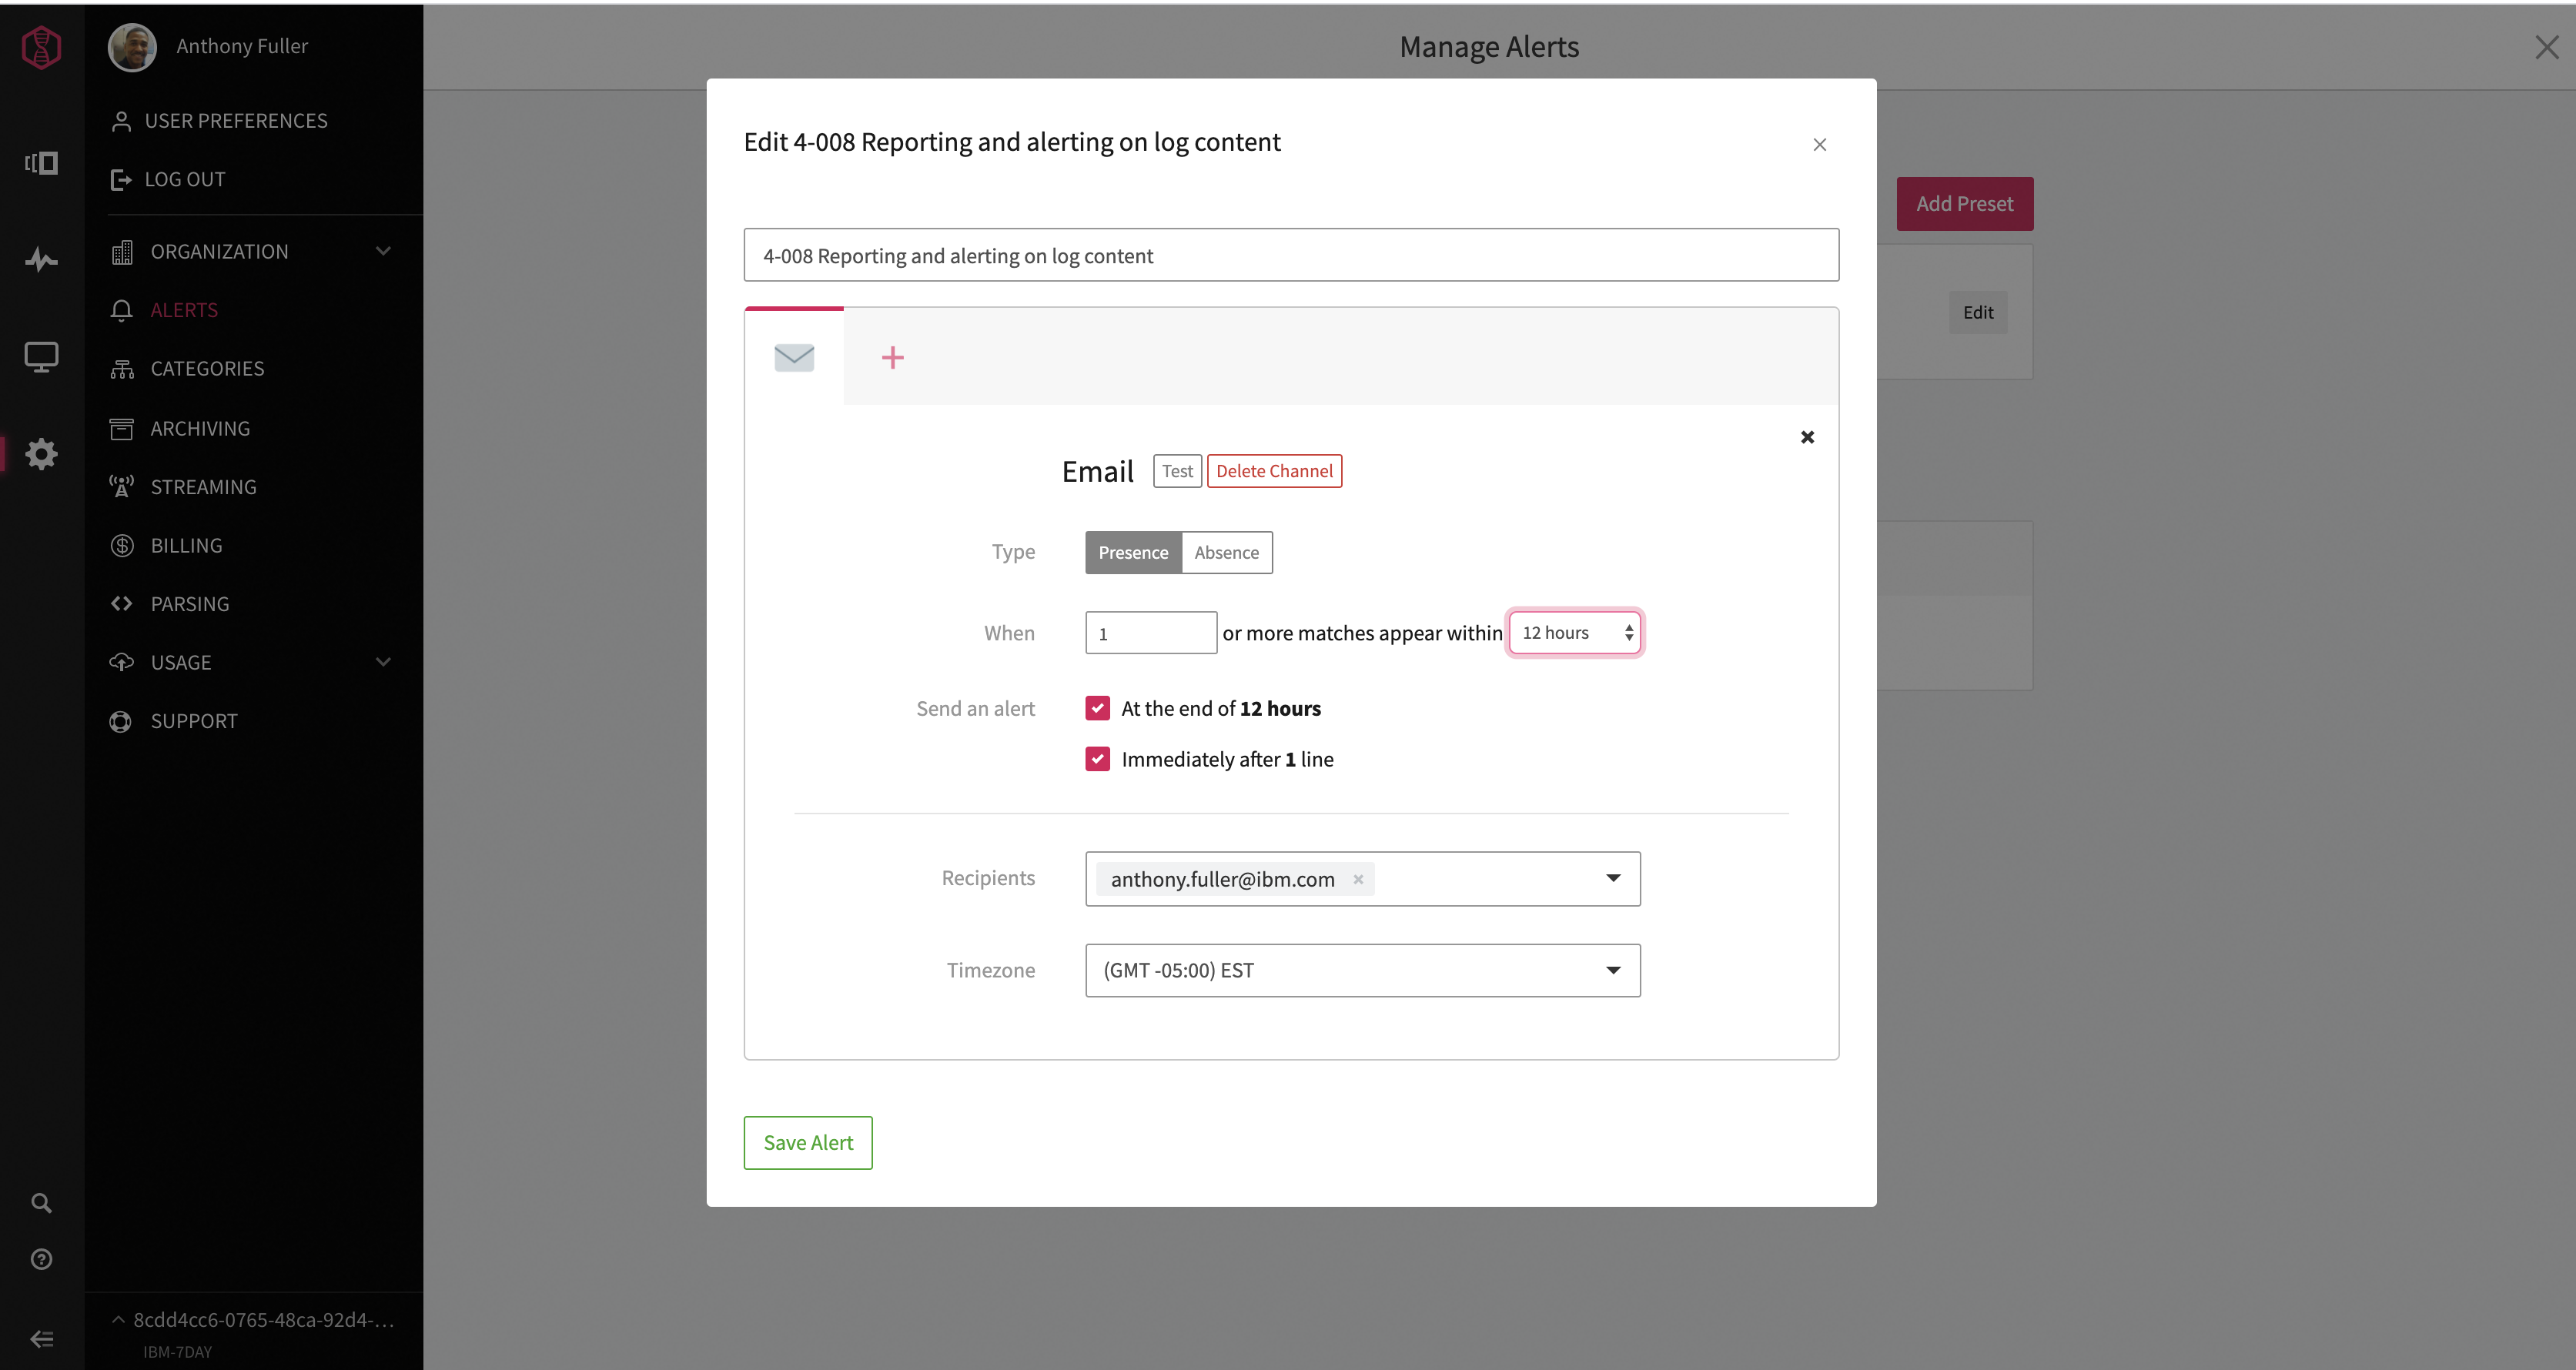 Anthony Fuller
USER PREFERENCES
LOG OUT
ORGANIZATION
ALERTS
CATEGORIES
ARCHIVING
STREAMING
BILLING
PARSING
USAGE
SUPPORT
8cdd4cc6-0765-48ca-92d4-...
IBM-7DAY
Manage Alerts
Add Preset
Edit
Edit 4-008 Reporting and alerting on log content
4-008 Reporting and alerting on log content
Email Test Delete Channel
Type Presence Absence
When 1 or more matches appear within 12 hours
Send an alert At the end of 12 hours
Immediately after 1 line
Recipients anthony.fuller@ibm.com
Timezone (GMT -05:00) EST
Save Alert